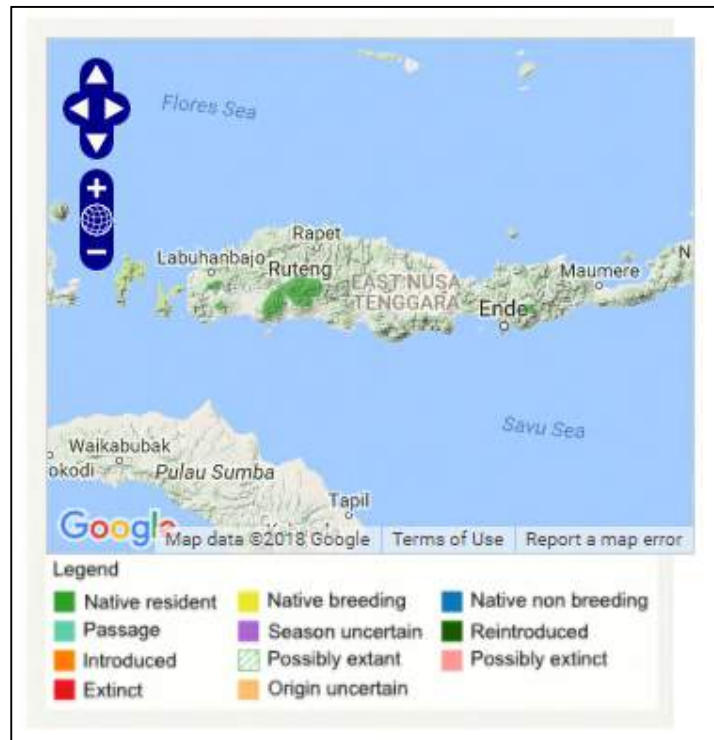 Flores Sea
Rapet
Labuhanbajo
Ruteng
Maumere
N
EAST NUSA
TENGGARA
Ende
Savu Sea
Waikabubak
okodi
Pulau Sumba
Tapil
Google
Map data ©2018 Google
Terms of Use
Report a map error
Legend
Native resident
Native breeding
Native non breeding
Passage
Season uncertain
Reintroduced
Introduced
Possibly extant
Possibly extinct
Extinct
Origin uncertain